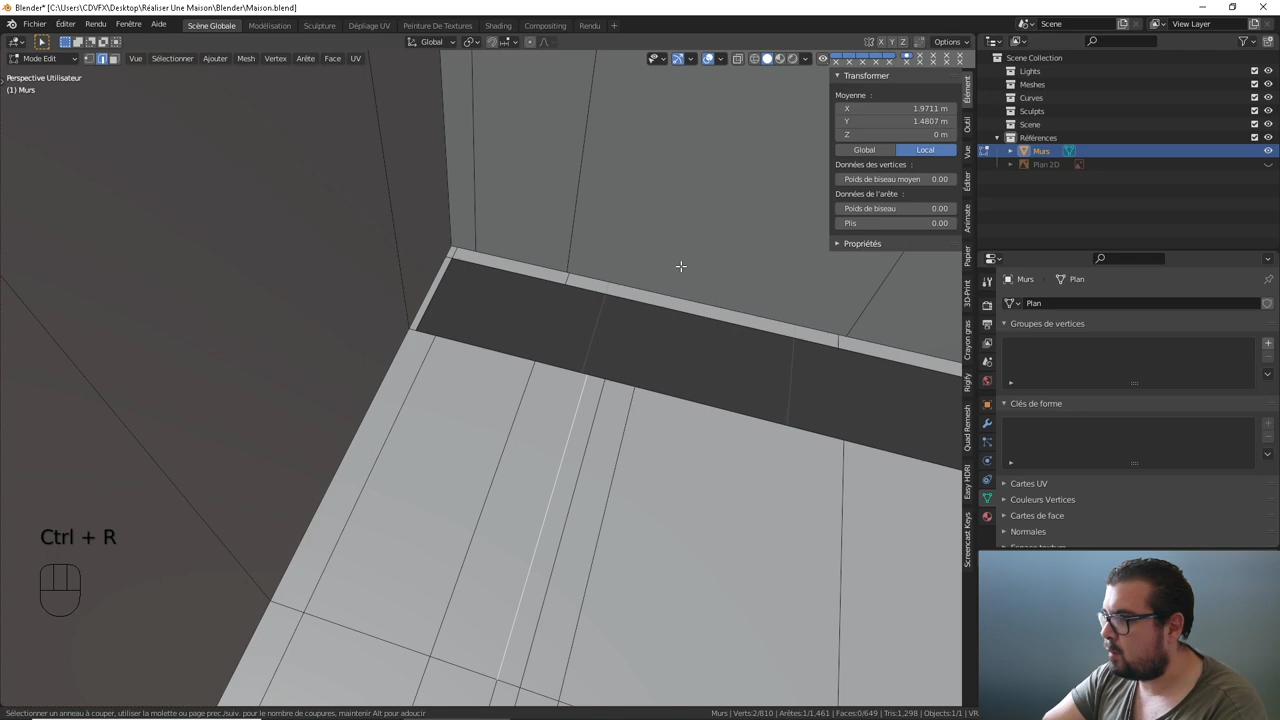 Blender* [C:\Users\CDVFX\Desktop\Réaliser Une Maison\Blender\Maison.blend]
Fichier Éditer Rendu Fenêtre Aide Scène Globale Modélisation Sculpture Dépliage UV Peinture De Textures Shading Compositing Rendu + Scene View Layer
Global X Y Z Options
Mode Edit Vue Sélectionner Ajouter Mesh Vertex Arête Face UV
Perspective Utilisateur
(1) Murs
Transformer
Moyenne :
X 1.9711 m
Y 1.4807 m
Z 0 m
Global Local
Données des vertices :
Poids de biseau moyen 0.00
Données de l'arête :
Poids de biseau 0.00
Plis 0.00
Propriétés
Élément
Outil
Vue
Éditer
Animate
Papier
3D-Print
Crayon gras
Rigify
Quad Remesh
Easy HDRI
Screencast Keys
Scene Collection
Lights
Meshes
Curves
Sculpts
Scene
Références
Murs
Plan 2D
Murs Plan
Plan
Groupes de vertices
Clés de forme
Cartes UV
Couleurs Vertices
Cartes de face
Normales
Ctrl + R
Sélectionner un anneau à couper, utiliser la molette ou page prec./suiv. pour le nombre de coupures, maintenir Alt pour adoucir
Murs | Verts:2/810 | Arêtes:1/1,461 | Faces:0/649 | Tris:1,298 | Objects:1/1 | VR